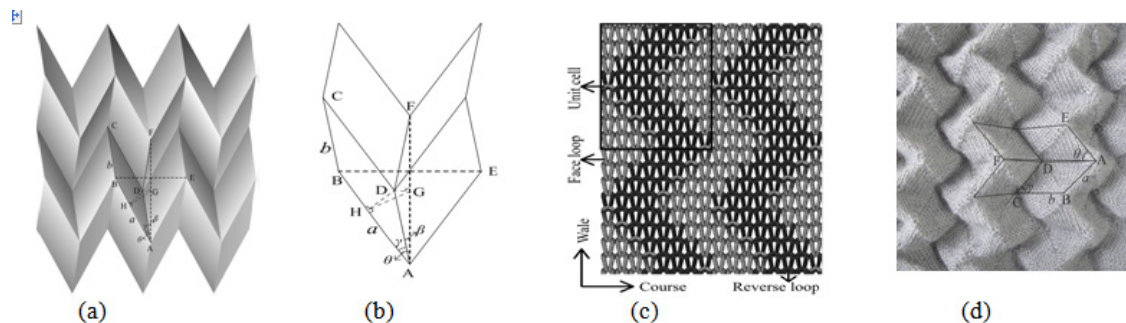 C
F
b
B
E
D
G
H
a
β
γ
θ
A
(a)
C
F
b
B
E
D
G
H
a
β
γ
θ
A
(b)
Unit cell
Face loop
Wale
Course
Reverse loop
(c)
E
θ
A
F
D
a
γ
C
b
B
(d)